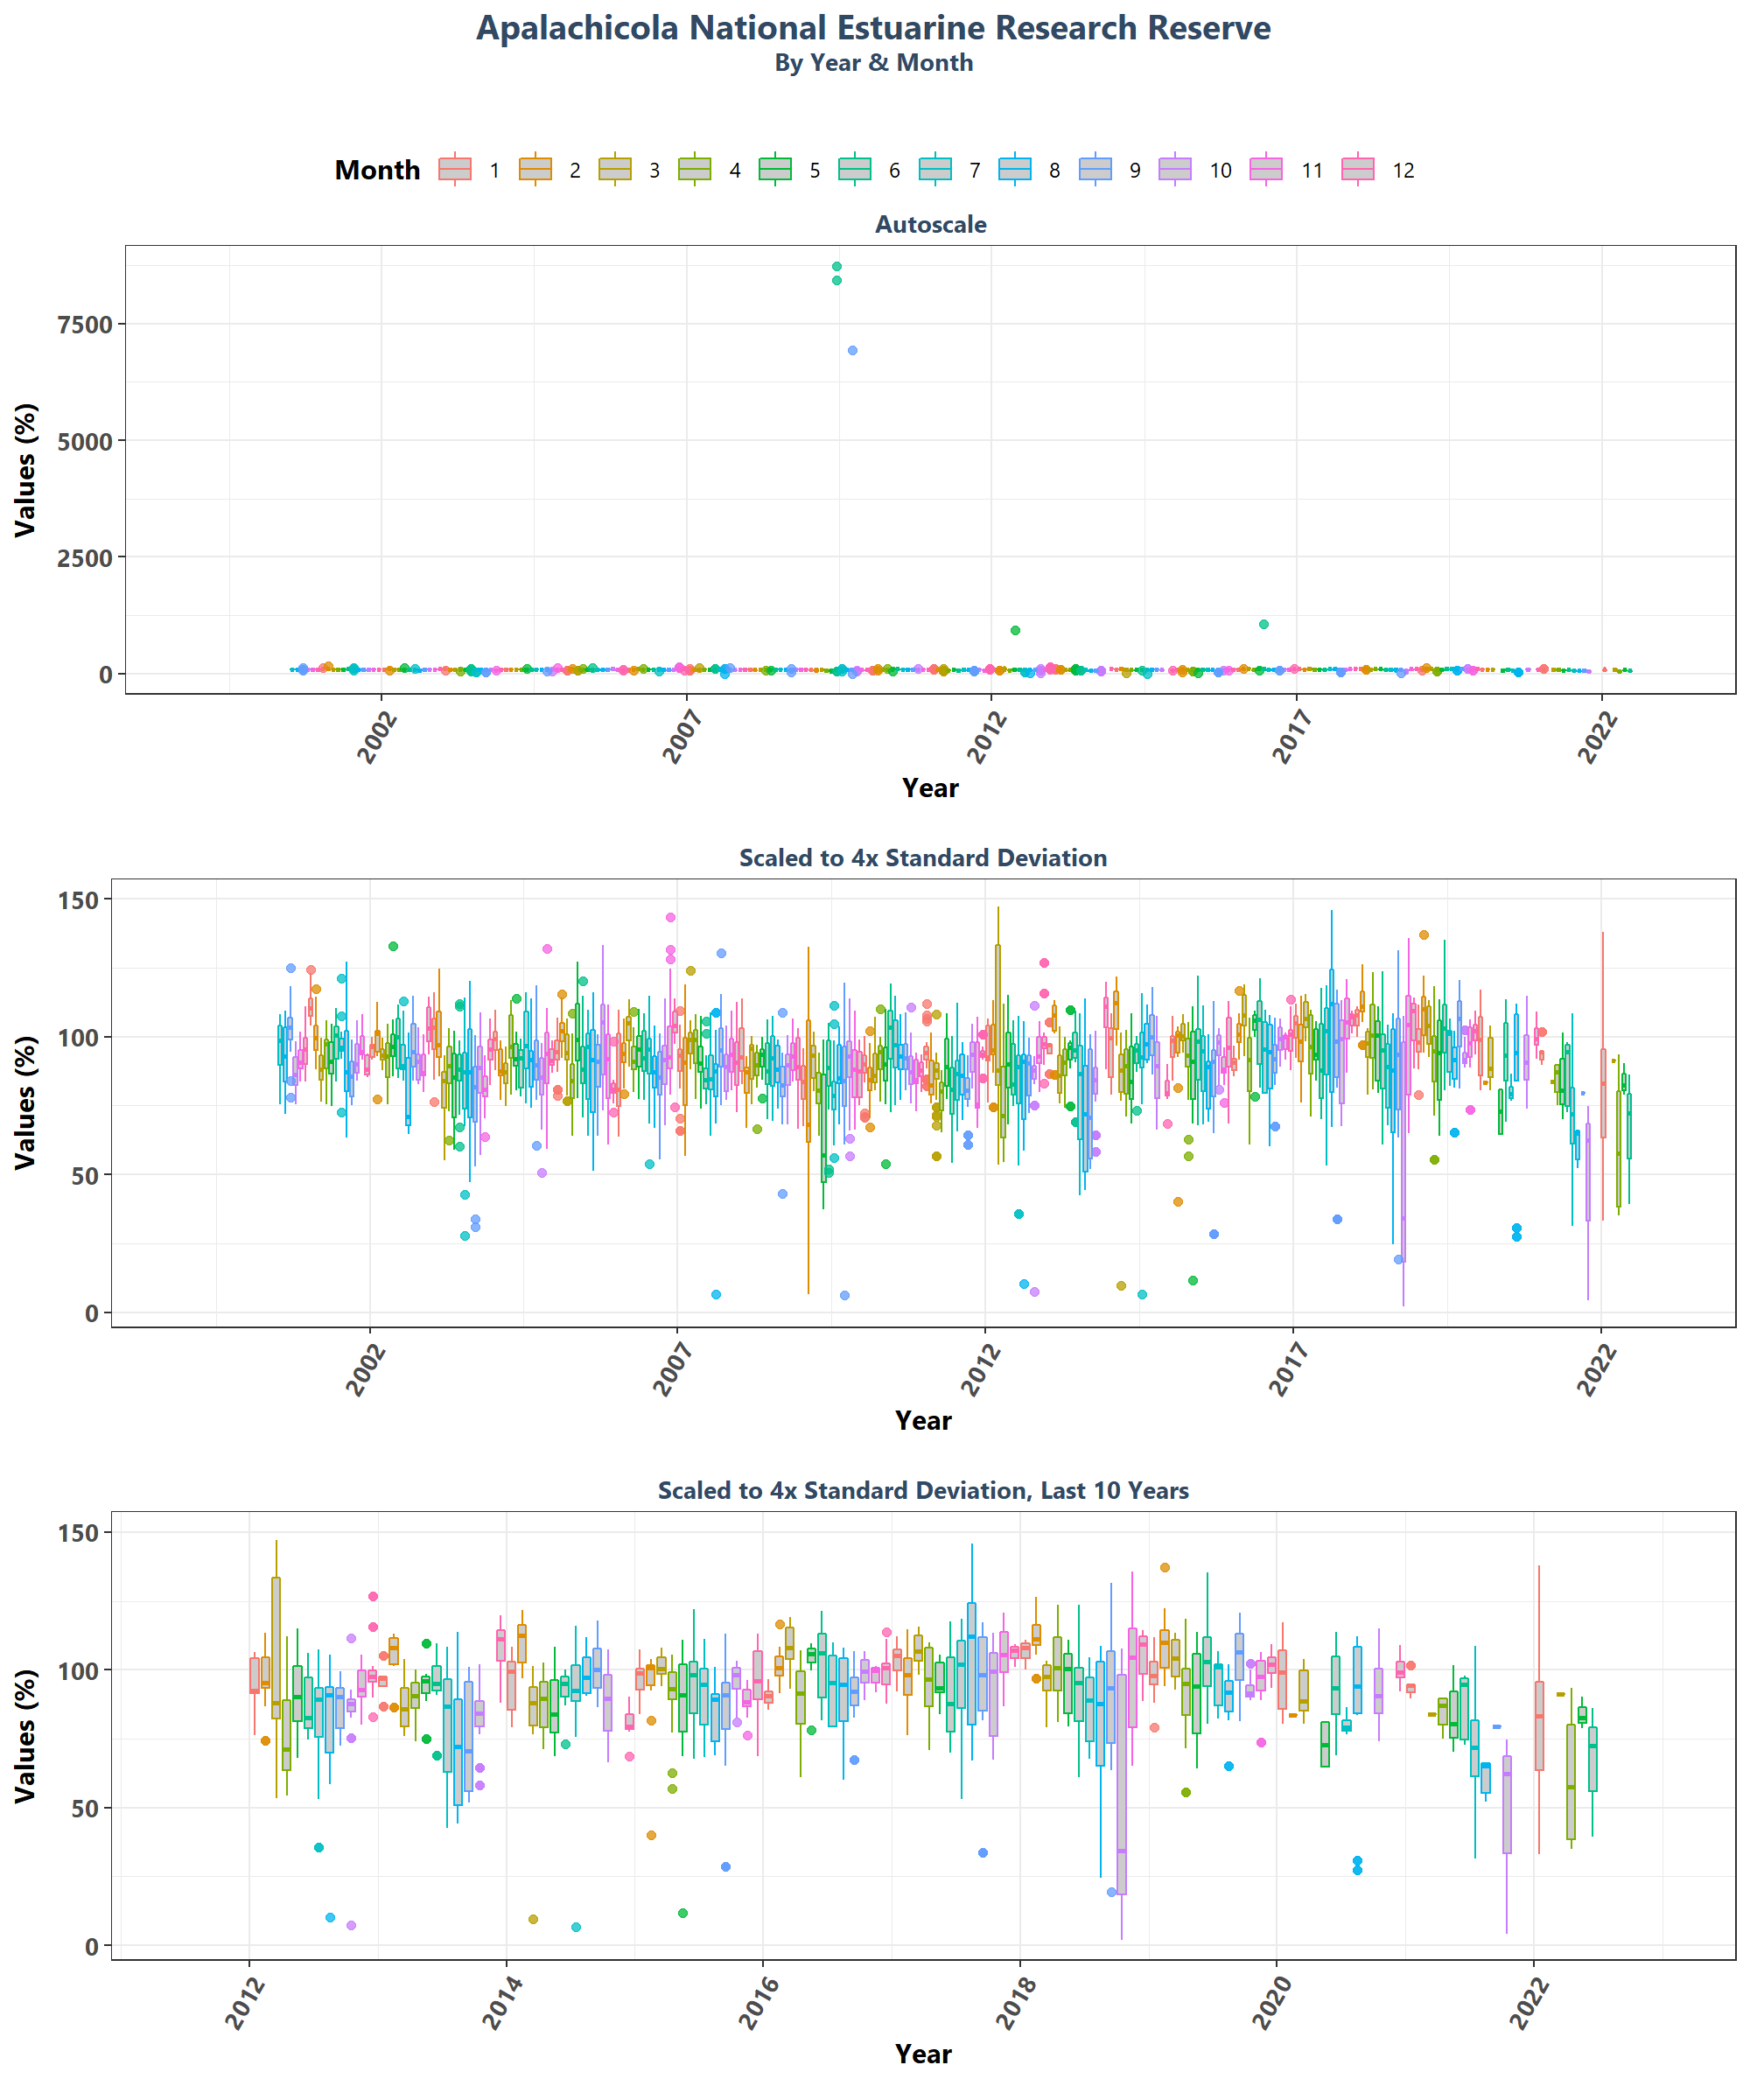 Apalachicola National Estuarine Research Reserve
By Year & Month
Month 1 2 3 4 5 6 7 8 9 10 11 12
Autoscale
7500
5000
2500
0
Values (%)
2002 2007 2012 2017 2022
Year
Scaled to 4x Standard Deviation
150
100
50
0
Values (%)
2002 2007 2012 2017 2022
Year
Scaled to 4x Standard Deviation, Last 10 Years
150
100
50
0
Values (%)
2012 2014 2016 2018 2020 2022
Year